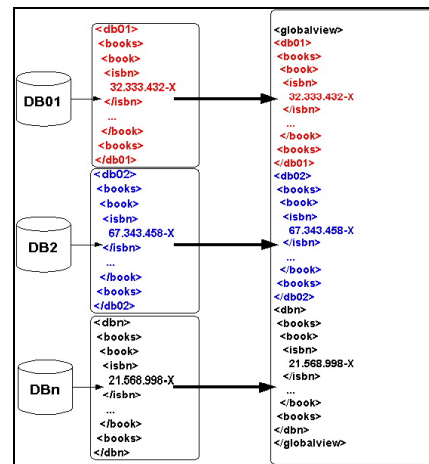 DB01
<db01>
<books>
<book>
<isbn>
32.333.432-X
</isbn>
...
</book>
<books>
</db01>
DB2
<db02>
<books>
<book>
<isbn>
67.343.458-X
</isbn>
...
</book>
<books>
</db02>
DBn
<dbn>
<books>
<book>
<isbn>
21.568.998-X
</isbn>
...
</book>
<books>
</dbn>
<globalview>
<db01>
<books>
<book>
<isbn>
32.333.432-X
</isbn>
...
</book>
<books>
</db01>
<db02>
<books>
<book>
<isbn>
67.343.458-X
</isbn>
...
</book>
<books>
</db02>
<dbn>
<books>
<book>
<isbn>
21.568.998-X
</isbn>
...
</book>
<books>
</dbn>
</globalview>